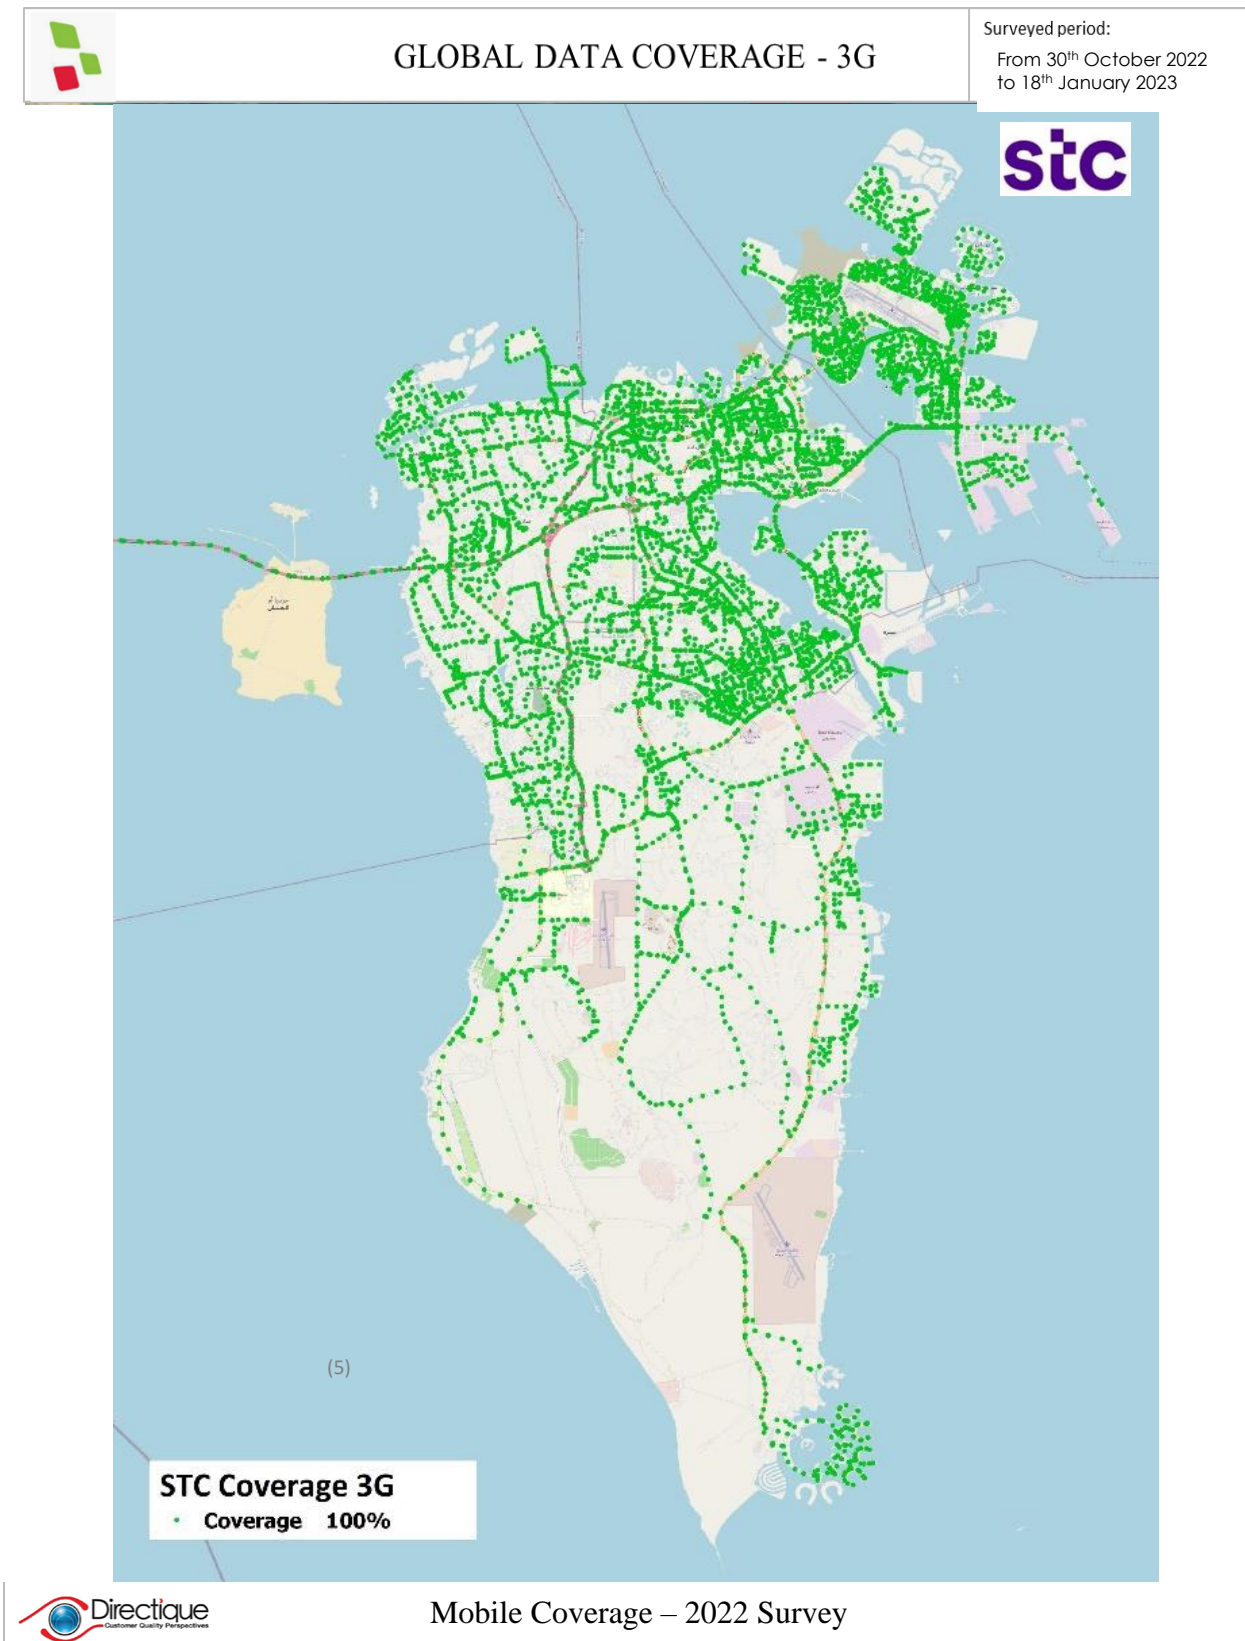 GLOBAL DATA COVERAGE - 3G
Surveyed period:
From 30th October 2022
to 18th January 2023
stc
(5)
STC Coverage 3G
Coverage 100%
Directique
Customer Quality Perspectives
Mobile Coverage – 2022 Survey